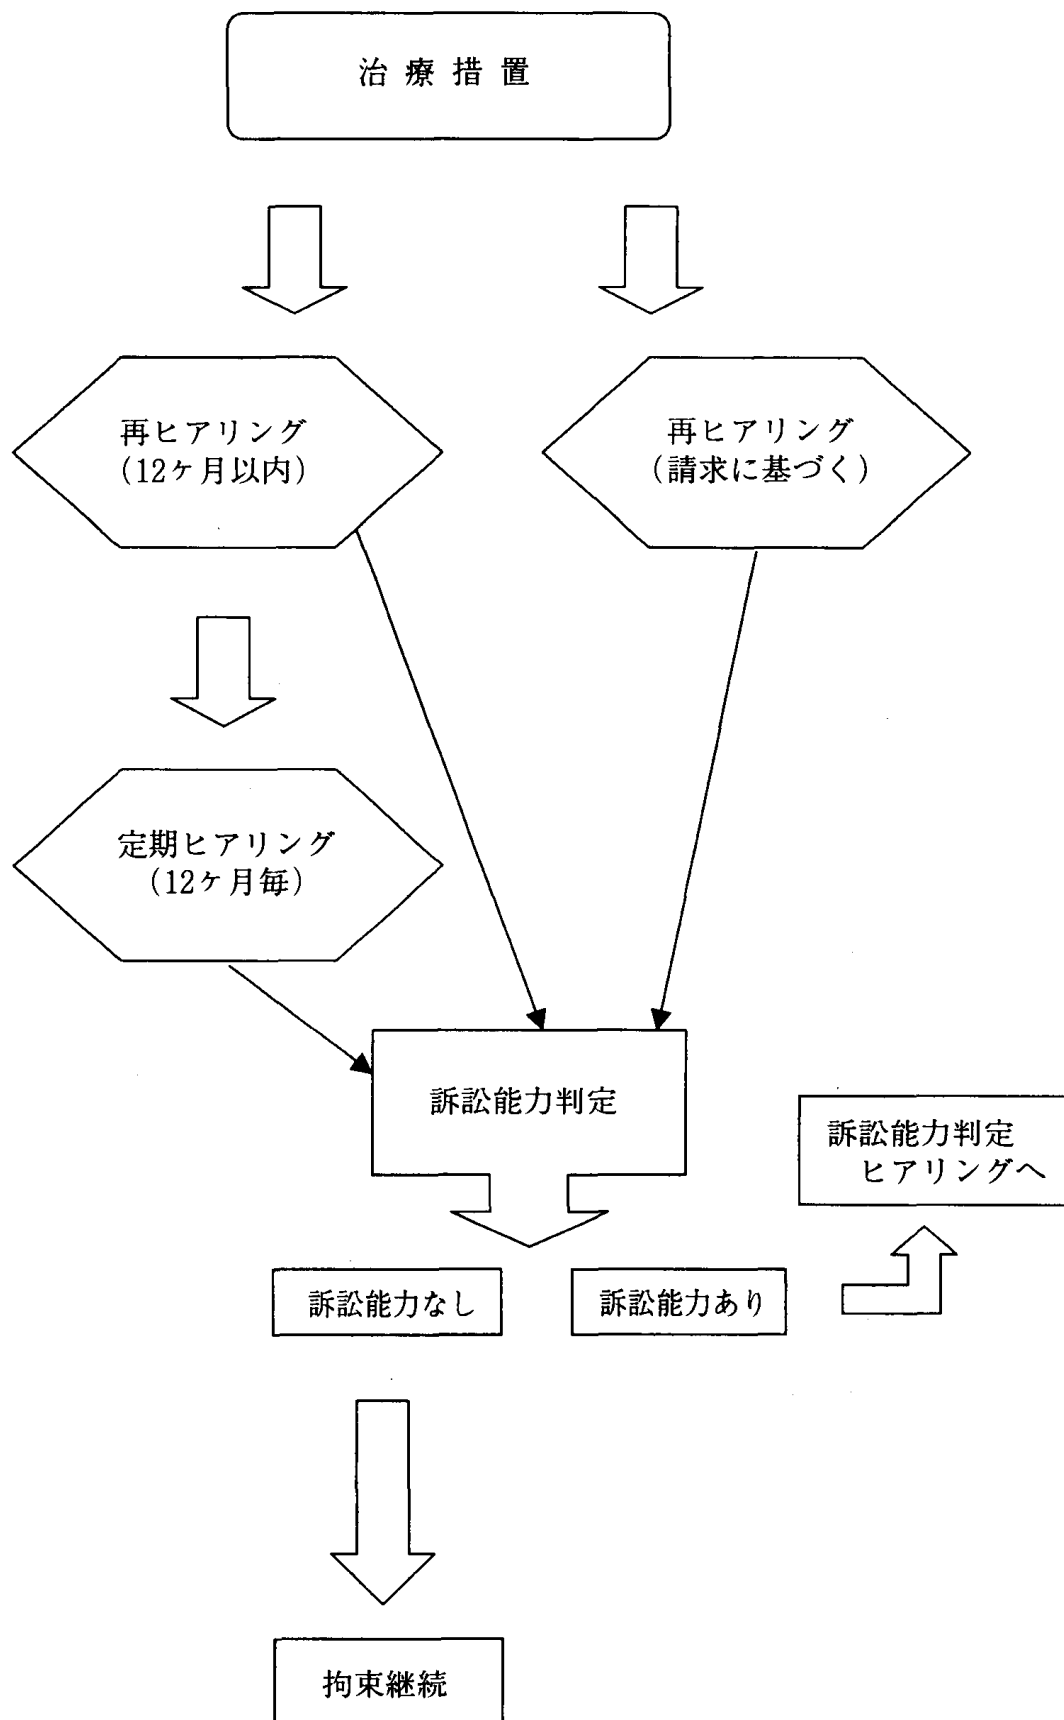 治療措置
再ヒアリング
（12ヶ月以内）
再ヒアリング
（請求に基づく）
定期ヒアリング
（12ヶ月毎）
訴訟能力判定
訴訟能力判定
ヒアリングへ
訴訟能力なし
訴訟能力あり
拘束継続